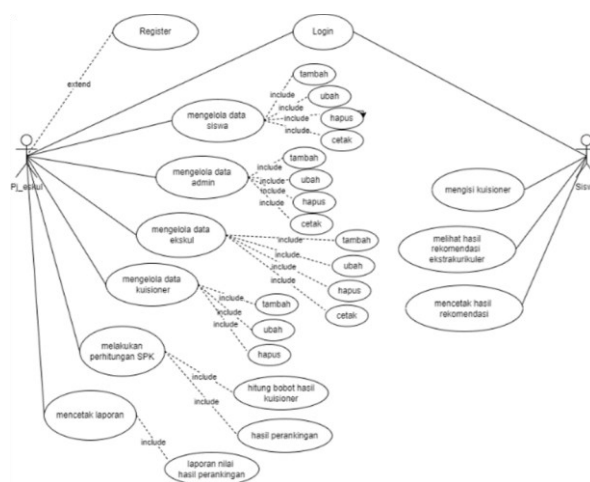 Register
Login
extend
tambah
include
ubah
include
mengelola data
siswa
include
hapus
include
cetak
Pj_eskul
mengelola data
admin
include
tambah
include
ubah
include
hapus
include
cetak
mengelola data
ekskul
include
tambah
include
ubah
include
hapus
include
cetak
mengelola data
kuisioner
include
tambah
include
ubah
include
hapus
melakukan
perhitungan SPK
include
hitung bobot hasil
kuisioner
include
hasil perankingan
mencetak laporan
include
laporan nilai
hasil perankingan
mengisi kuisioner
melihat hasil
rekomendasi
ekstrakurikuler
mencetak hasil
rekomendasi